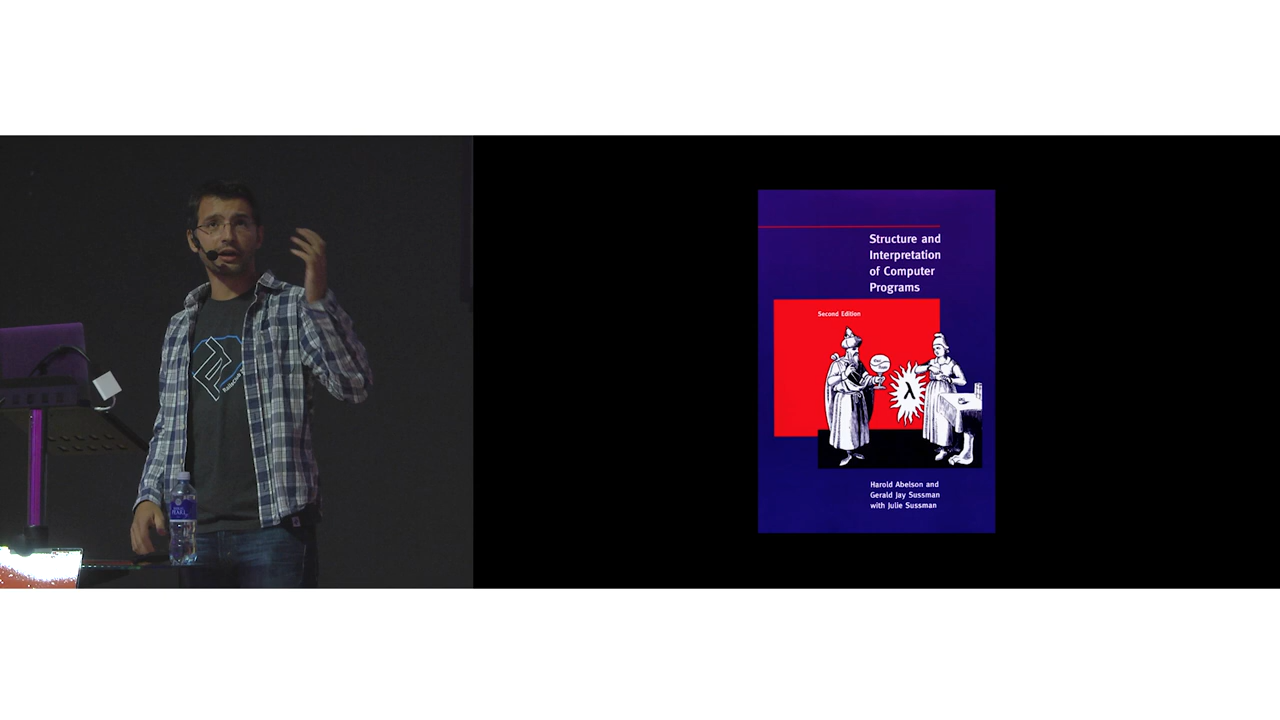 Structure and
Interpretation
of Computer
Programs
Second Edition
λ
Harold Abelson and
Gerald Jay Sussman
with Julie Sussman